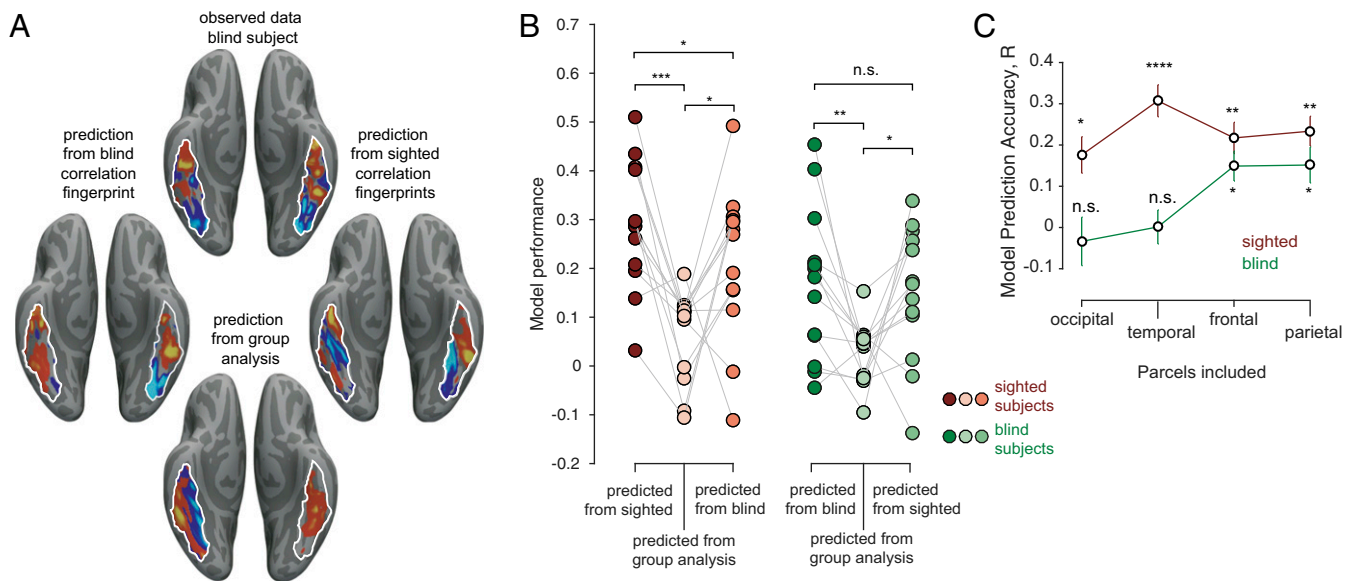 A
observed data
blind subject
prediction
from blind
correlation
fingerprint
prediction
from sighted
correlation
fingerprints
prediction
from group
analysis
B
Model performance
0.7
0.6
0.5
0.4
0.3
0.2
0.1
0
-0.1
-0.2
*
***
*
n.s.
**
*
predicted
from sighted
predicted
from blind
predicted from
group analysis
predicted
from blind
predicted
from sighted
predicted from
group analysis
sighted
subjects
blind
subjects
C
Model Prediction Accuracy, R
0.4
0.3
0.2
0.1
0
-0.1
*
****
**
**
n.s.
n.s.
*
*
sighted
blind
occipital
temporal
frontal
parietal
Parcels included